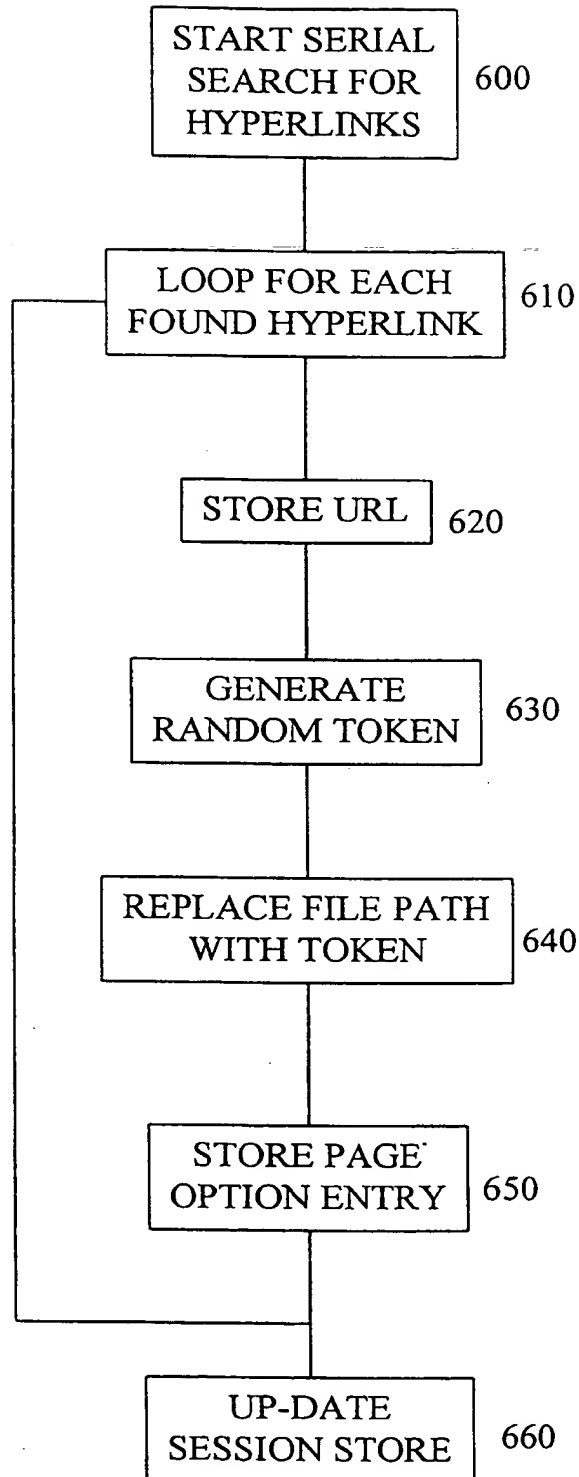 START SERIAL
SEARCH FOR
HYPERLINKS
600
LOOP FOR EACH
FOUND HYPERLINK
610
STORE URL
620
GENERATE
RANDOM TOKEN
630
REPLACE FILE PATH
WITH TOKEN
640
STORE PAGE
OPTION ENTRY
650
UP-DATE
SESSION STORE
660